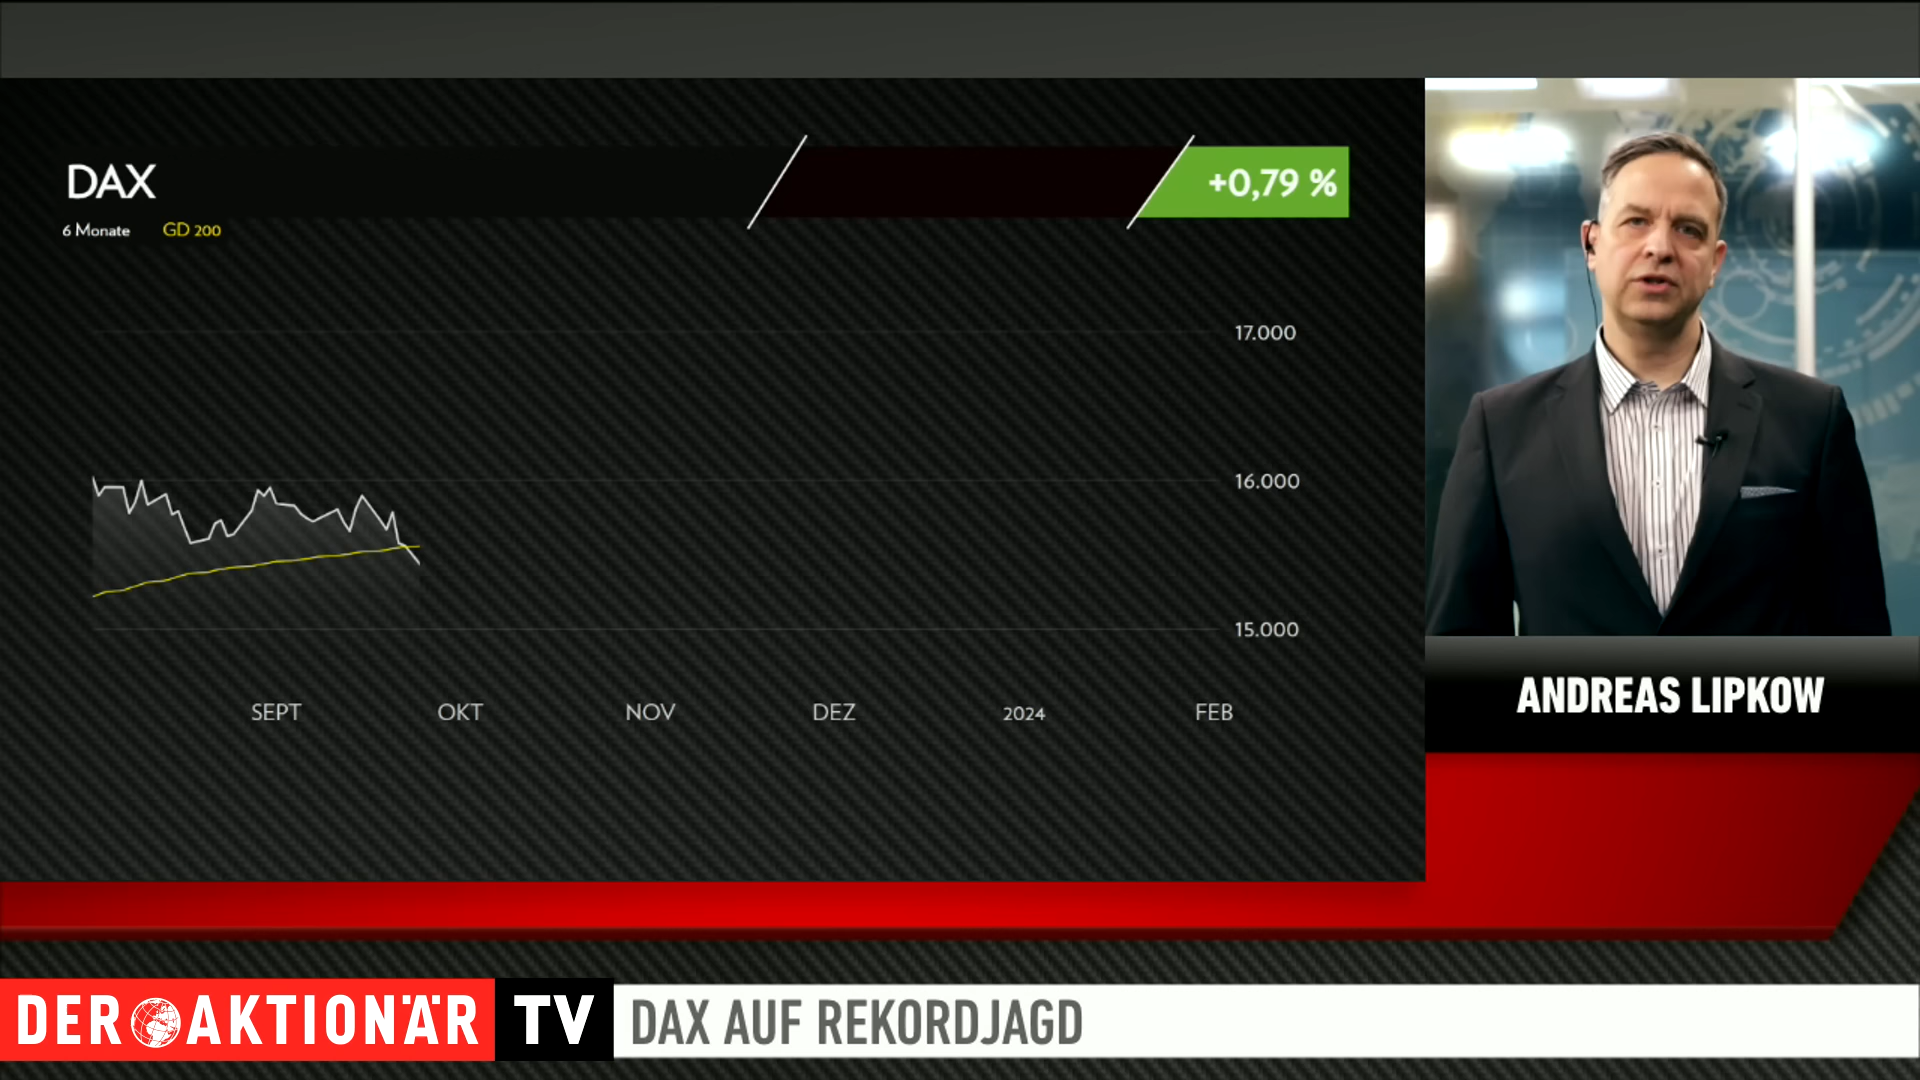 DAX
+0,79 %
6 Monate GD 200
17.000
16.000
15.000
SEPT OKT NOV DEZ 2024 FEB
ANDREAS LIPKOW
DER AKTIONÄR TV
DAX AUF REKORDJAGD